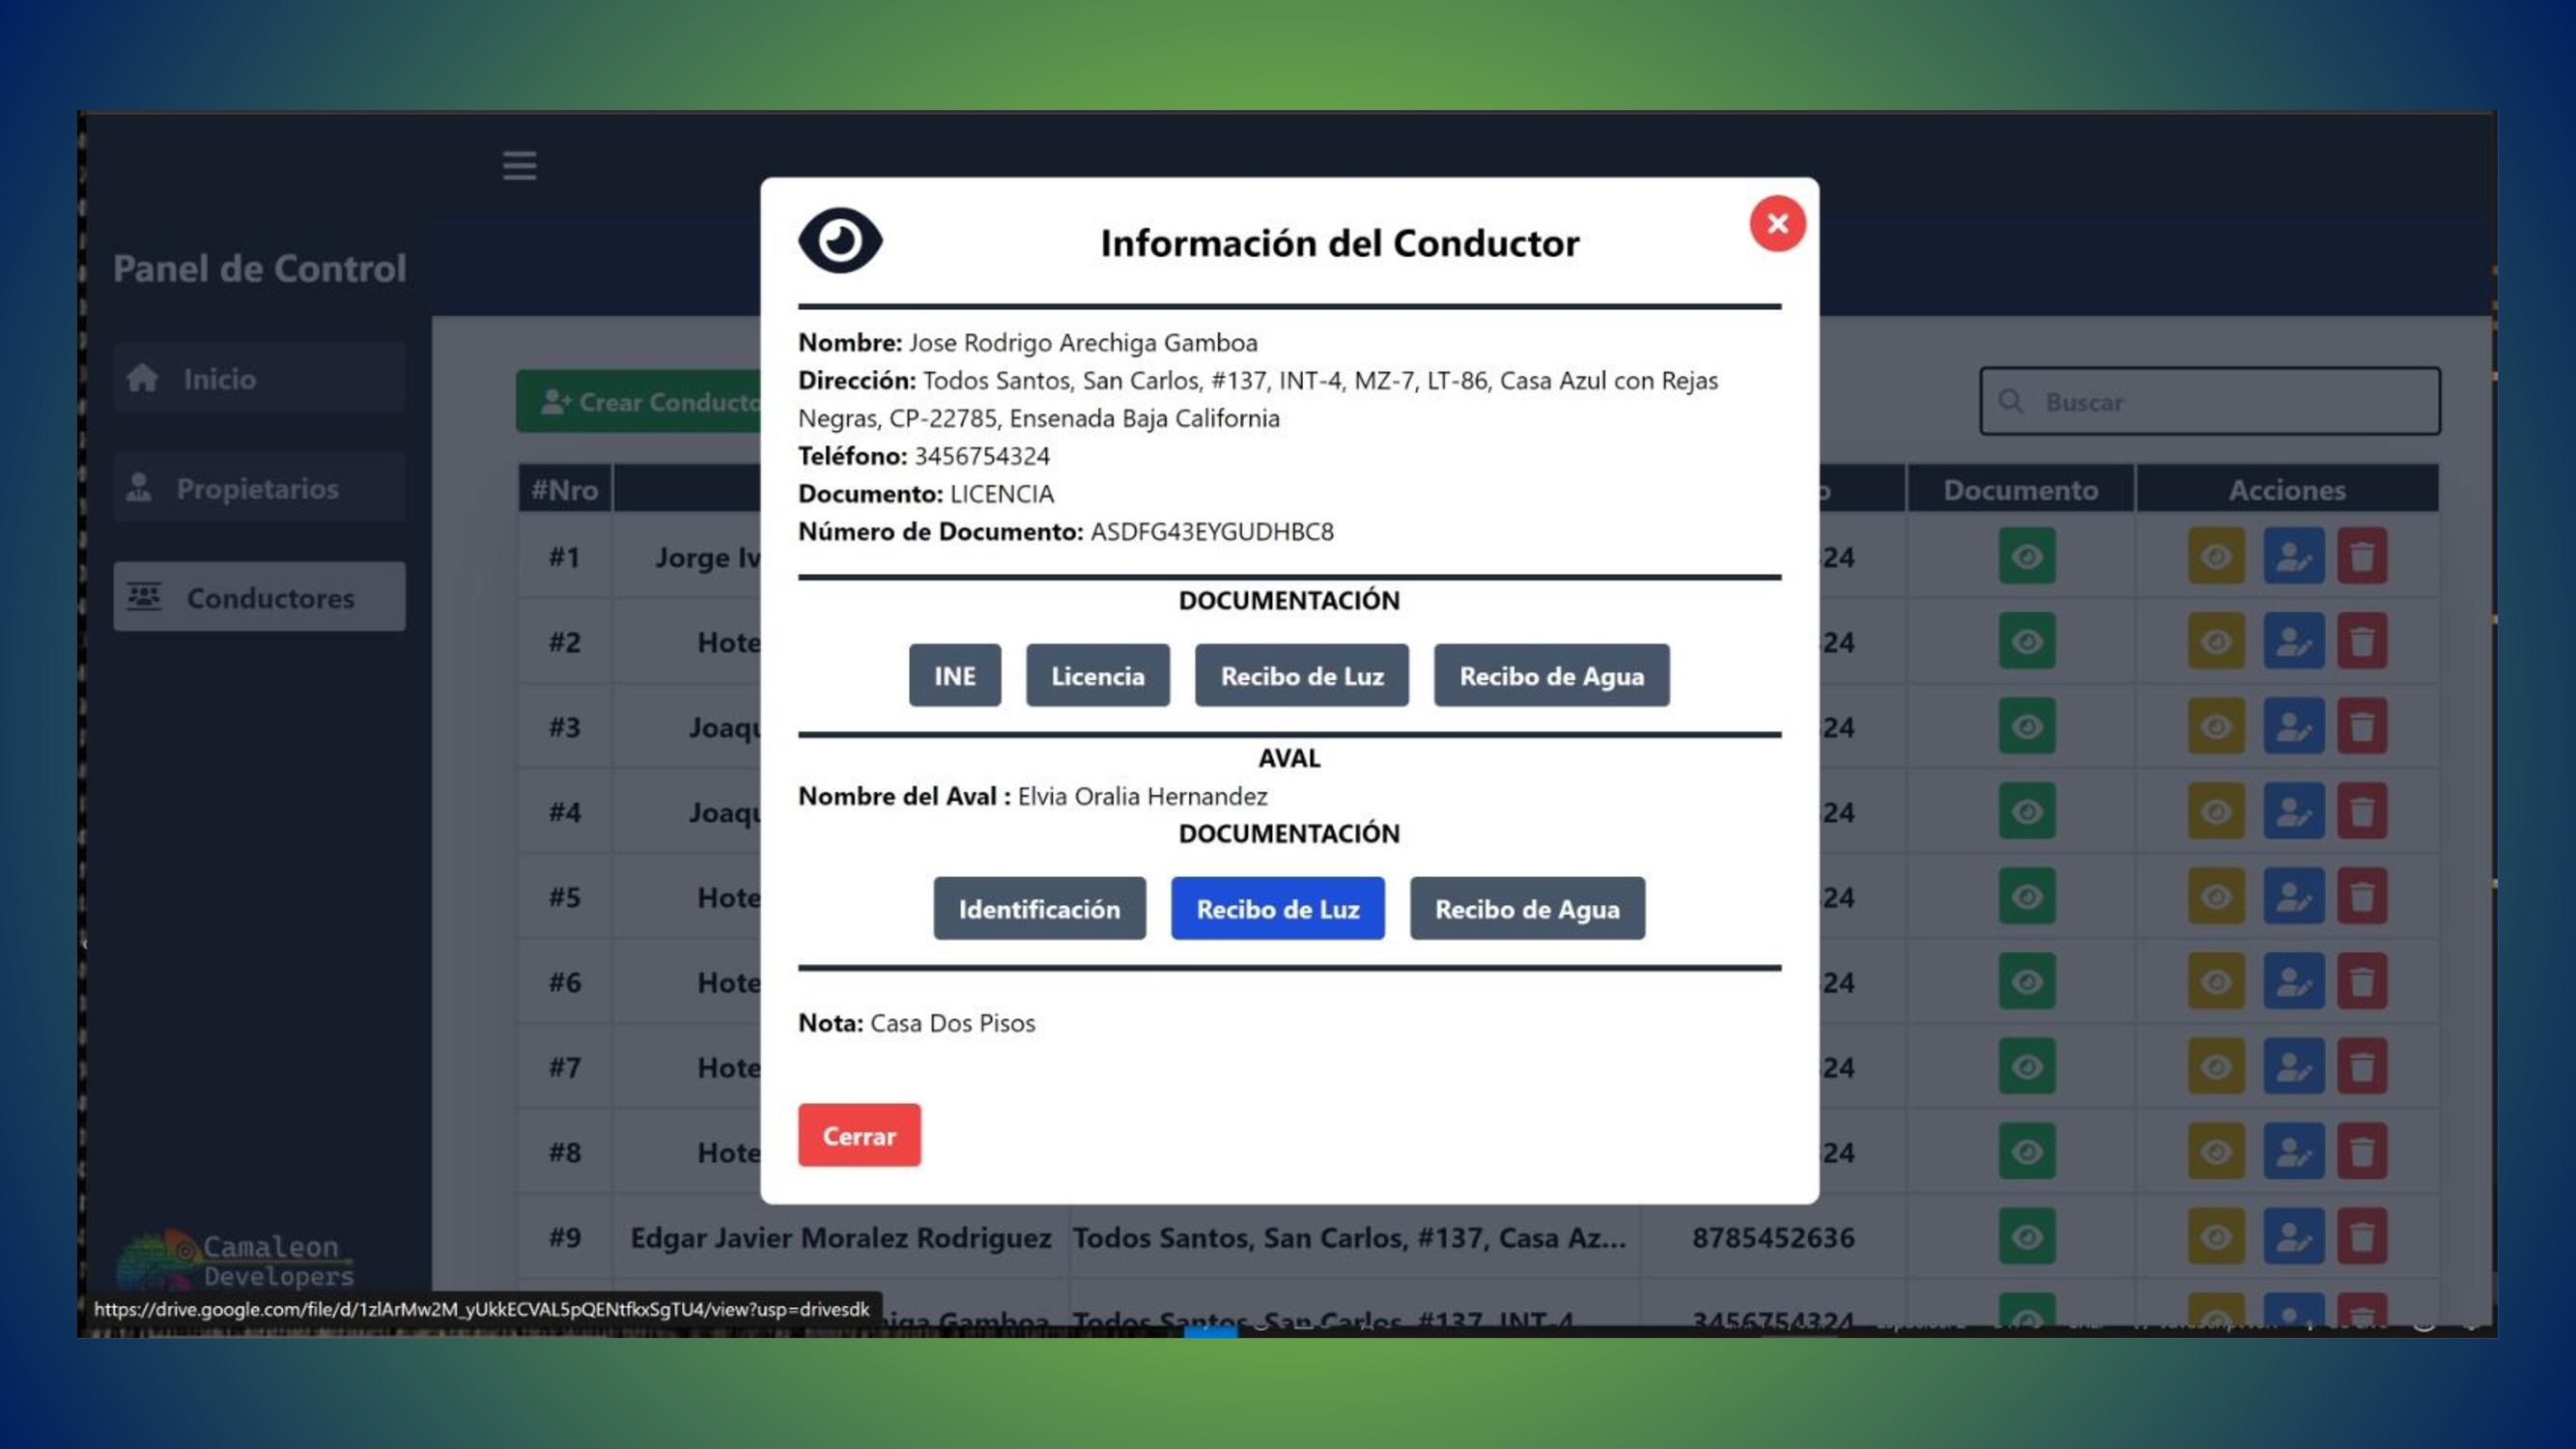 Información del Conductor
Panel de Control
Nombre: Jose Rodrigo Arechiga Gamboa
Inicio
Dirección: Todos Santos, San Carlos, #137, INT-4, MZ-7, LT-86, Casa Azul con Rejas
Negras, CP-22785, Ensenada Baja California
Crear Conducto
Buscar
Teléfono: 3456754324
Propietarios
Documento: LICENCIA
Número de Documento: ASDFG43EYGUDHBC8
#Nro
Documento
Acciones
Conductores
DOCUMENTACIÓN
INE
Licencia
Recibo de Luz
Recibo de Agua
AVAL
Nombre del Aval : Elvia Oralia Hernandez
DOCUMENTACIÓN
Identificación
Recibo de Luz
Recibo de Agua
Nota: Casa Dos Pisos
Cerrar
#1 Jorge Iv 24
#2 Hote 24
#3 Joaqu 24
#4 Joaqu 24
#5 Hote 24
#6 Hote 24
#7 Hote 24
#8 Hote 24
#9 Edgar Javier Moralez Rodriguez Todos Santos, San Carlos, #137, Casa Az... 8785452636
Gamboa Todos Santos, San Carlos, #137, INT-4 3456754324
Camaleon
Developers
https://drive.google.com/file/d/1zlArMw2M_yUkkECVAL5pQENtfkxSgTU4/view?usp=drivesdk